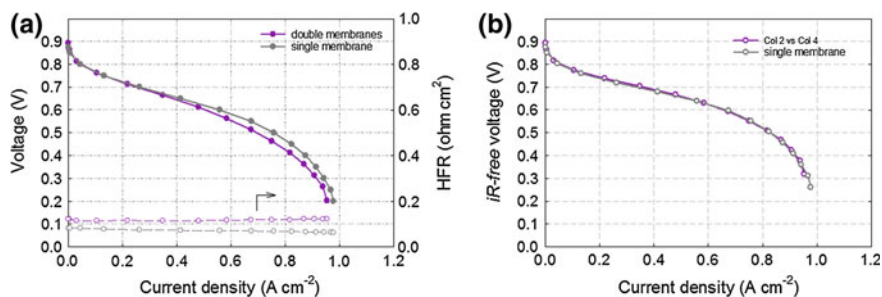 (a)
double membranes
single membrane
Voltage (V)
0.9
0.8
0.7
0.6
0.5
0.4
0.3
0.2
0.1
0.0
1.0
0.8
0.6
0.4
0.2
0.0
HFR (ohm cm²)
0.0 0.2 0.4 0.6 0.8 1.0 1.2
Current density (A cm⁻²)
(b)
Col 2 vs Col 4
single membrane
iR-free voltage (V)
0.9
0.8
0.7
0.6
0.5
0.4
0.3
0.2
0.1
0.0
0.0 0.2 0.4 0.6 0.8 1.0 1.2
Current density (A cm⁻²)